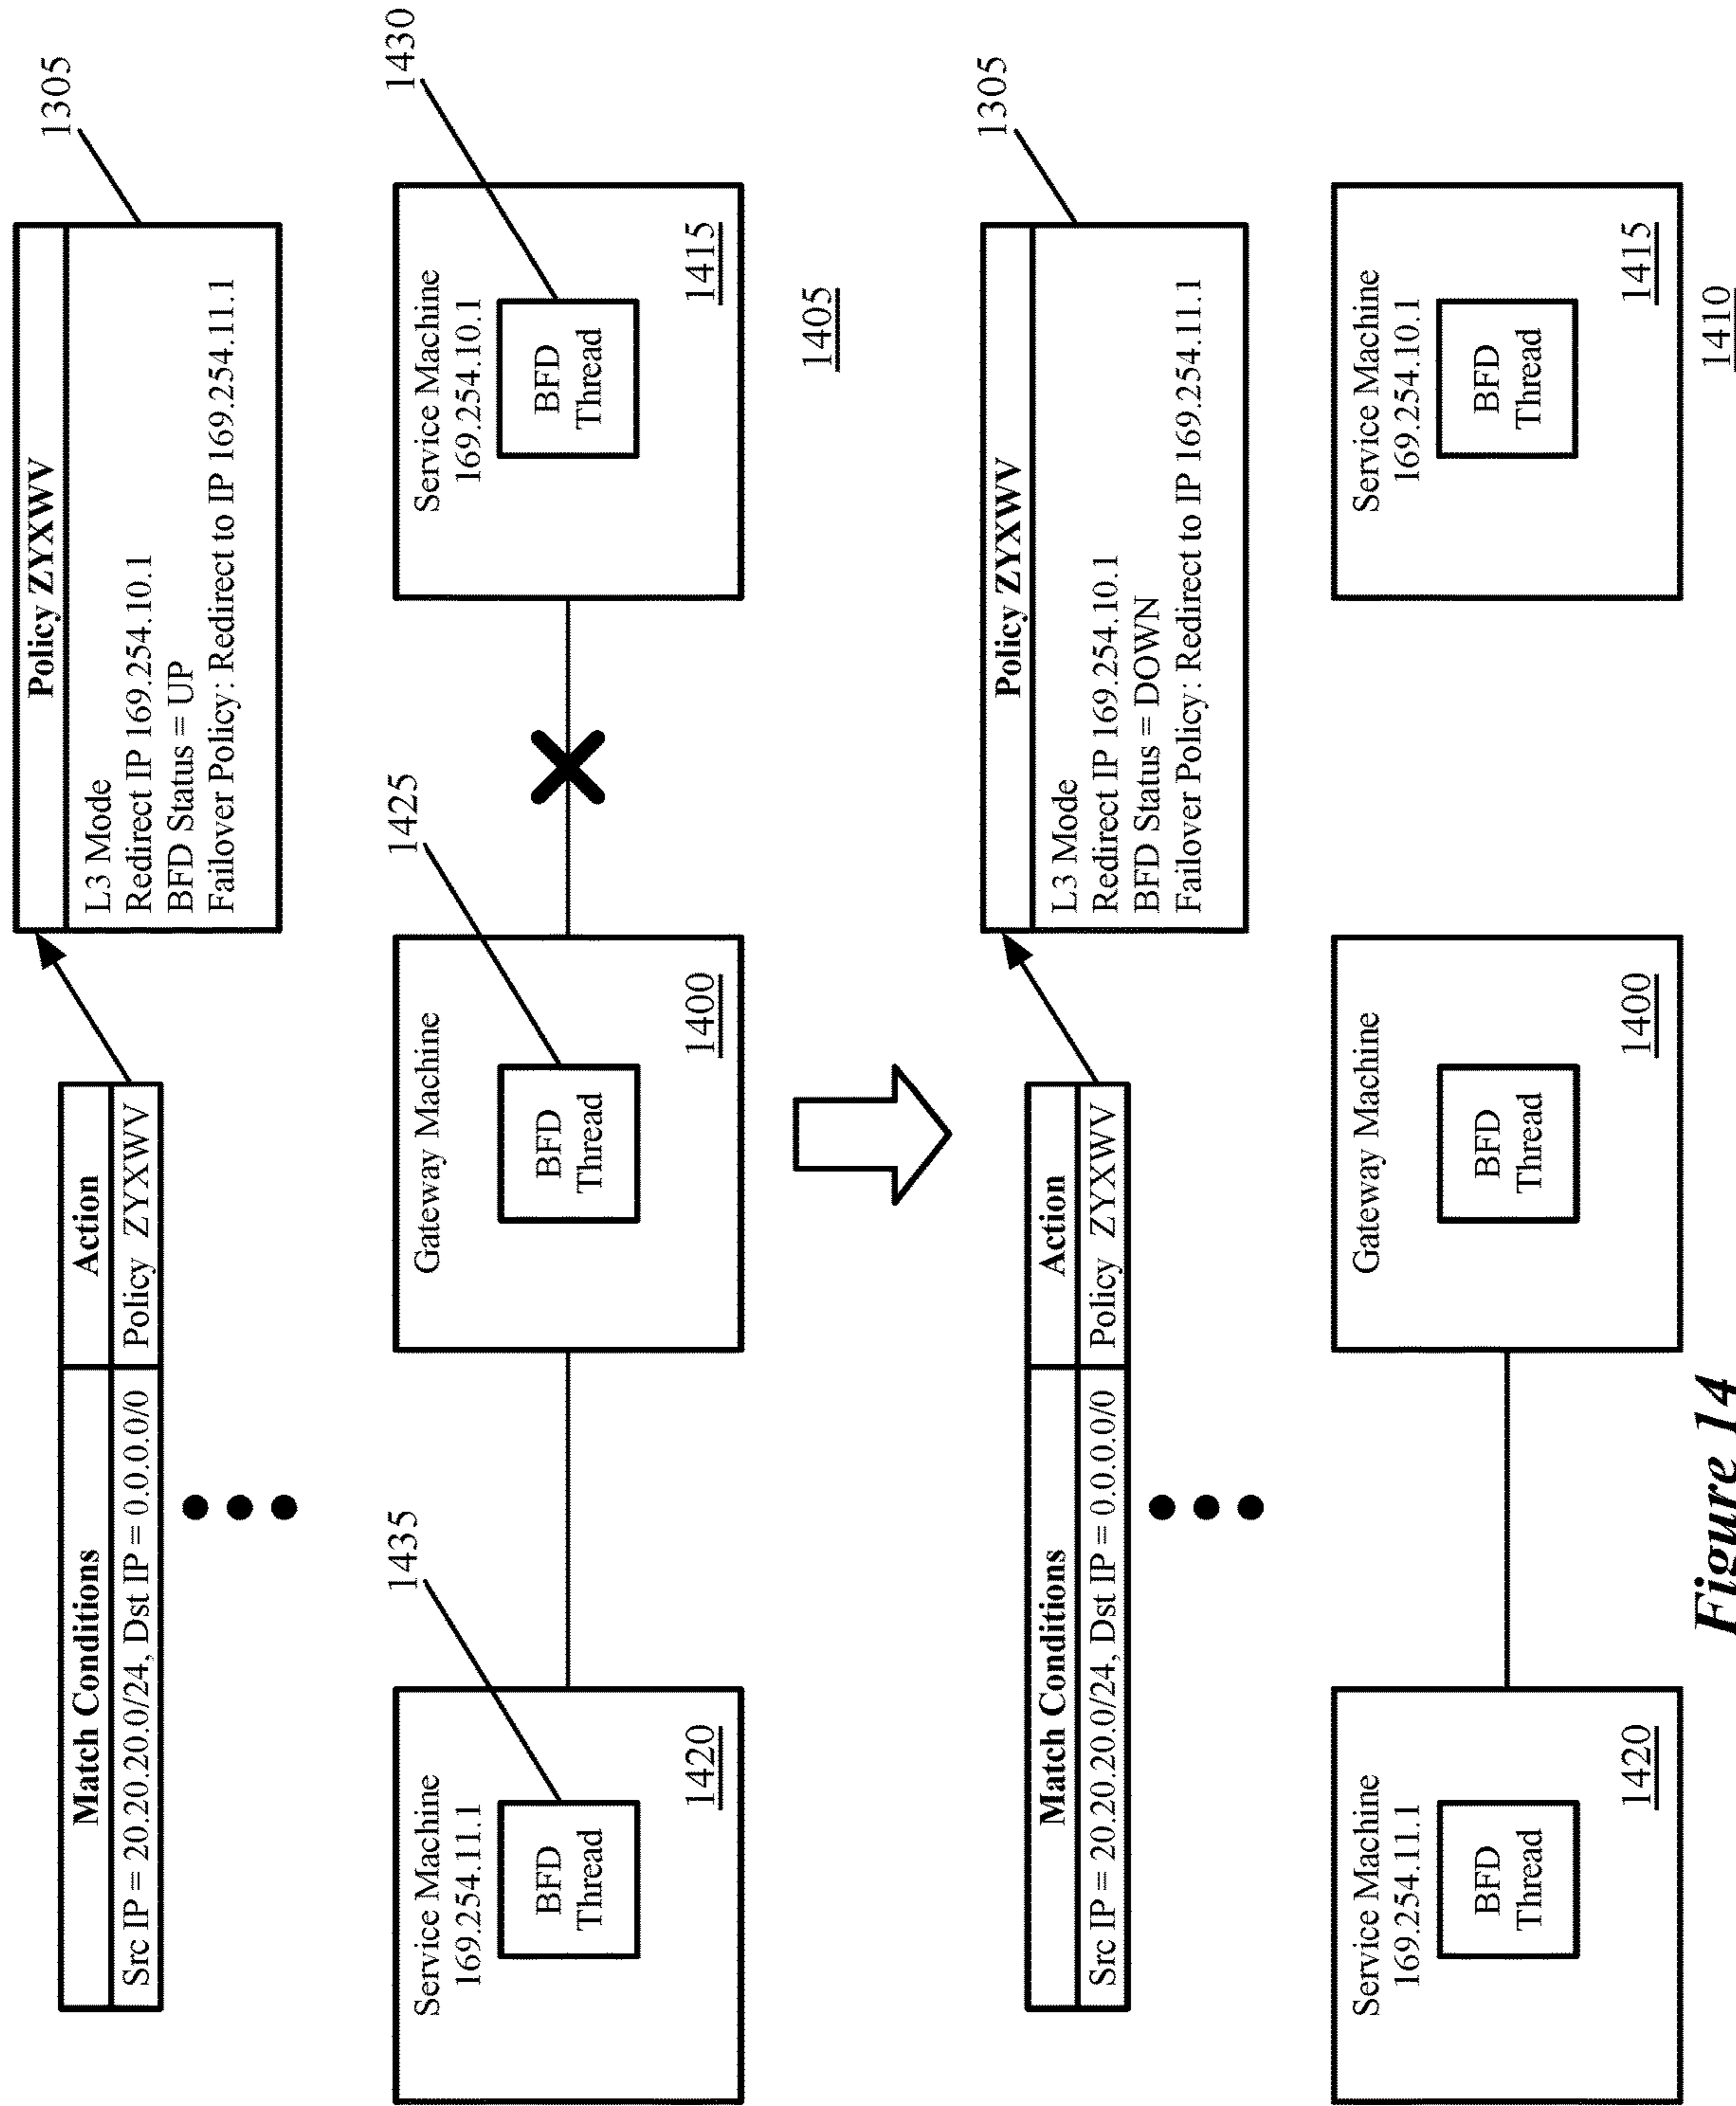 Match Conditions
Action
Src IP = 20.20.20.0/24, Dst IP = 0.0.0.0/0
Policy ZYXWV
Policy ZYXWV
L3 Mode
Redirect IP 169.254.10.1
BFD Status = UP
Failover Policy: Redirect to IP 169.254.11.1
1305
1435
1425
1430
Service Machine
169.254.11.1
BFD
Thread
1420
Gateway Machine
BFD
Thread
1400
Service Machine
169.254.10.1
BFD
Thread
1415
1405
Match Conditions
Action
Src IP = 20.20.20.0/24, Dst IP = 0.0.0.0/0
Policy ZYXWV
Policy ZYXWV
L3 Mode
Redirect IP 169.254.10.1
BFD Status = DOWN
Failover Policy: Redirect to IP 169.254.11.1
1305
Service Machine
169.254.11.1
BFD
Thread
1420
Gateway Machine
BFD
Thread
1400
Service Machine
169.254.10.1
BFD
Thread
1415
1410
Figure 14